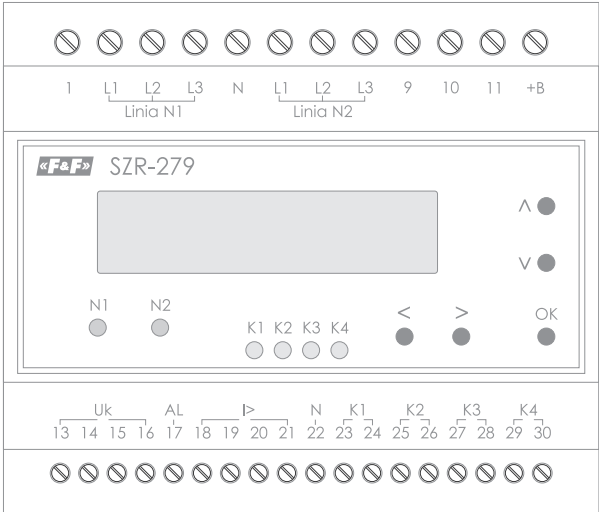 1 L1 L2 L3 N L1 L2 L3 9 10 11 +B
Linia N1 Linia N2
«F&F» SZR-279
∧
∨
N1 N2 < > OK
K1 K2 K3 K4
Uk AL I> N K1 K2 K3 K4
13 14 15 16 17 18 19 20 21 22 23 24 25 26 27 28 29 30